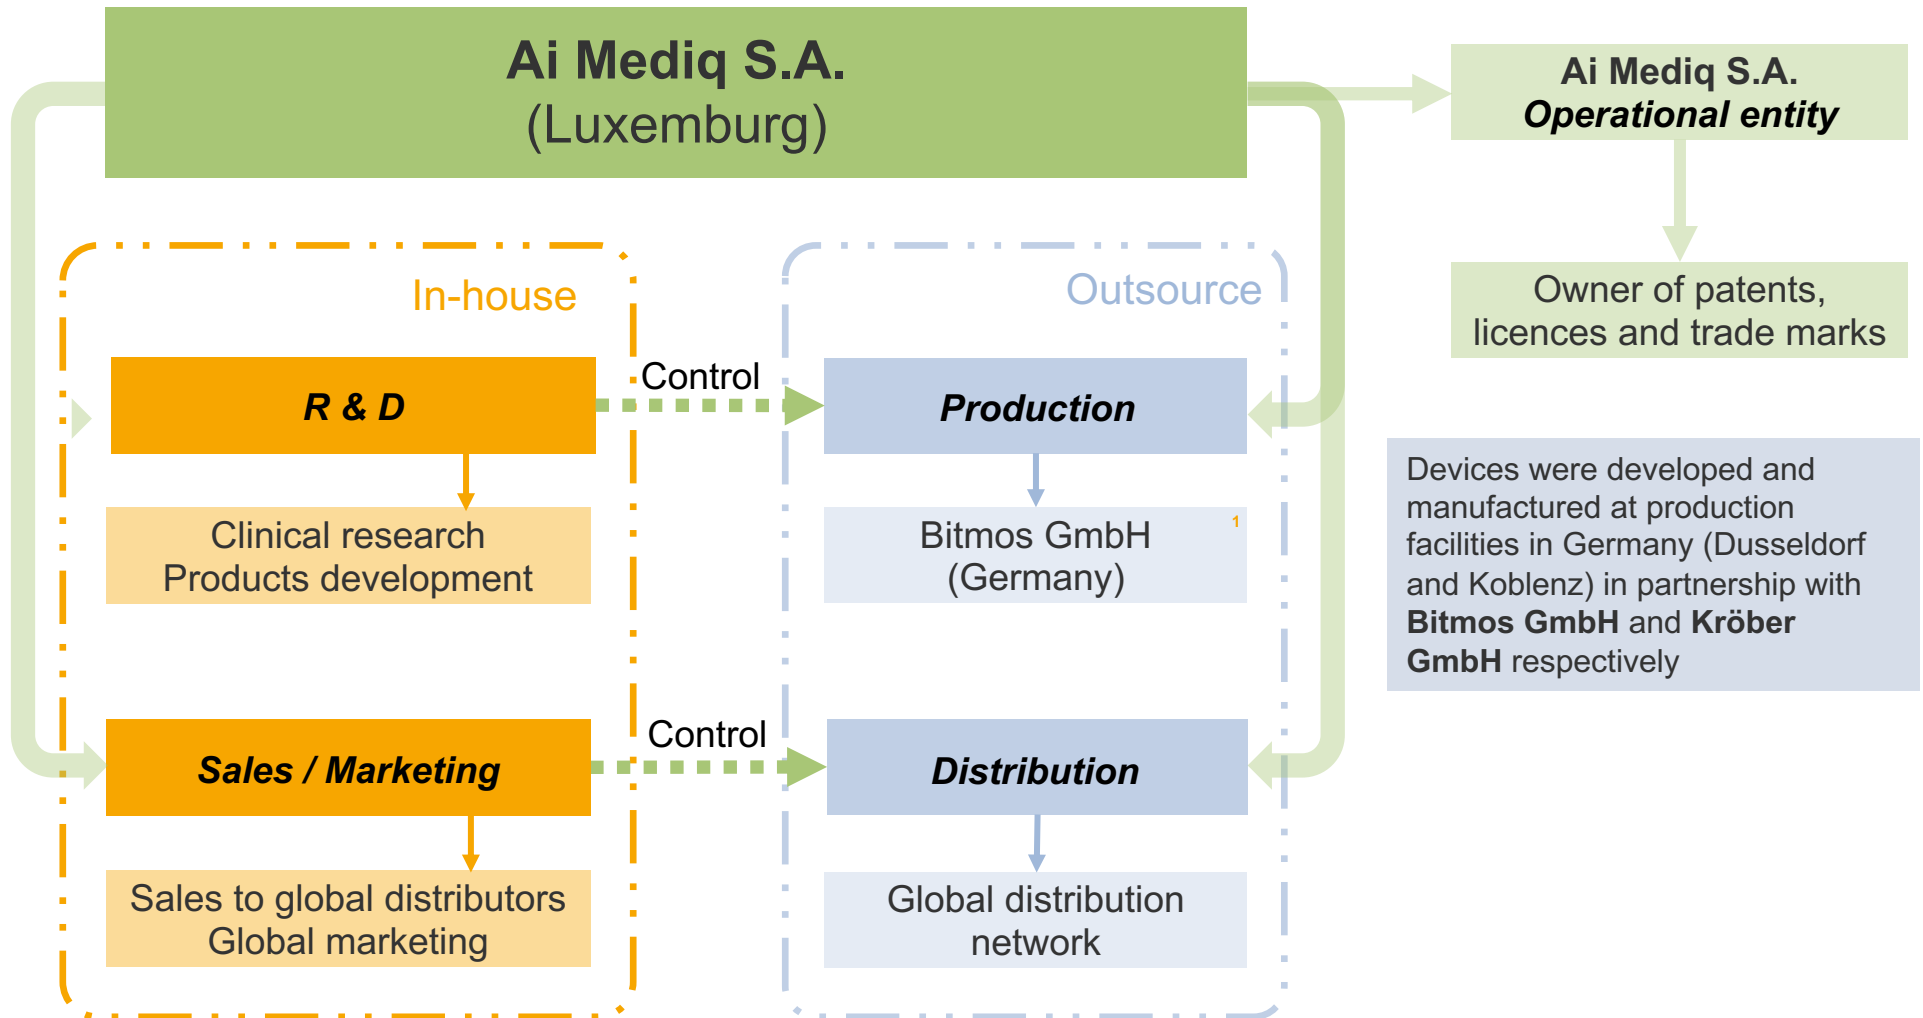 Ai Mediq S.A.
(Luxemburg)
Ai Mediq S.A.
Operational entity
Owner of patents,
licences and trade marks
In-house
Outsource
R & D
Control
Production
Clinical research
Products development
Bitmos GmbH 1
(Germany)
Devices were developed and
manufactured at production
facilities in Germany (Dusseldorf
and Koblenz) in partnership with
Bitmos GmbH and Kröber
GmbH respectively
Sales / Marketing
Control
Distribution
Sales to global distributors
Global marketing
Global distribution
network